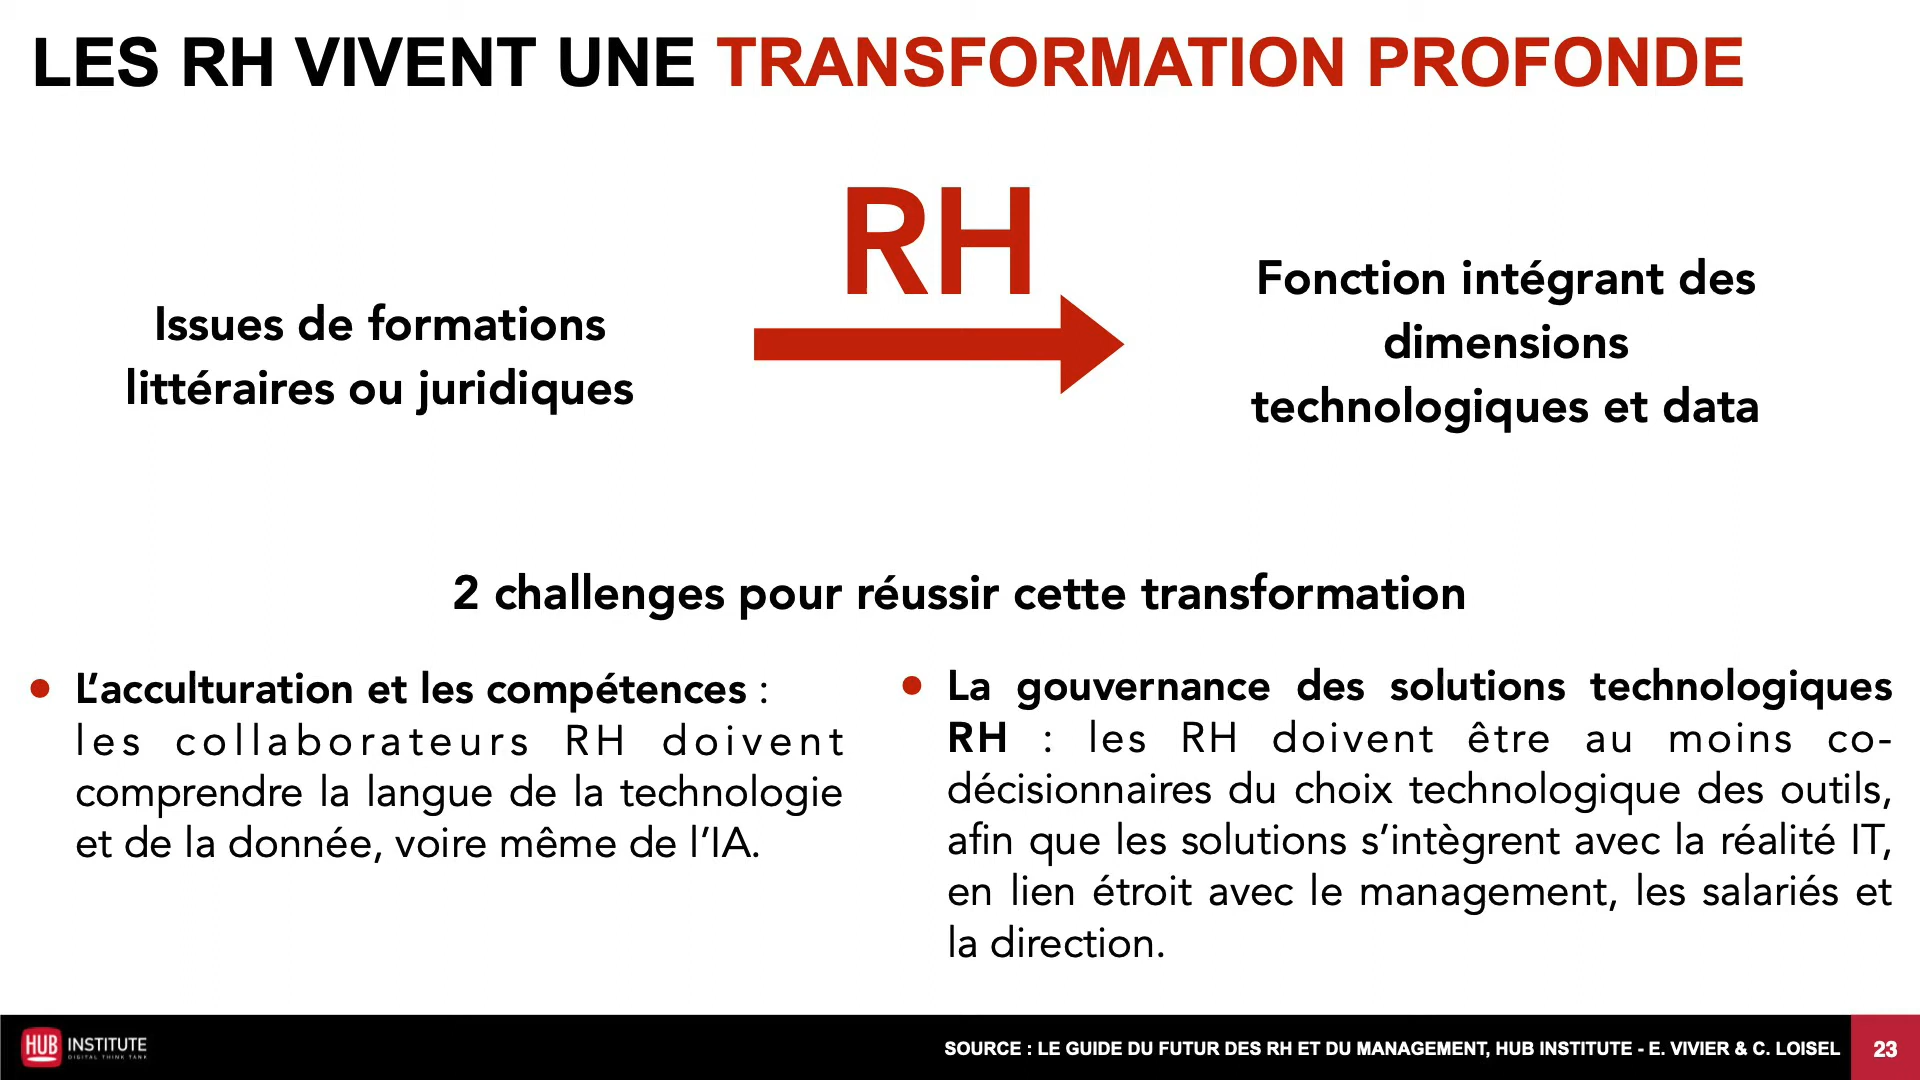 LES RH VIVENT UNE TRANSFORMATION PROFONDE
RH
Issues de formations
littéraires ou juridiques
Fonction intégrant des
dimensions
technologiques et data
2 challenges pour réussir cette transformation
• L’acculturation et les compétences :
les collaborateurs RH doivent
comprendre la langue de la technologie
et de la donnée, voire même de l’IA.
• La gouvernance des solutions technologiques
RH : les RH doivent être au moins co-
décisionnaires du choix technologique des outils,
afin que les solutions s’intègrent avec la réalité IT,
en lien étroit avec le management, les salariés et
la direction.
HUB INSTITUTE
DIGITAL THINK TANK
SOURCE : LE GUIDE DU FUTUR DES RH ET DU MANAGEMENT, HUB INSTITUTE - E. VIVIER & C. LOISEL
23